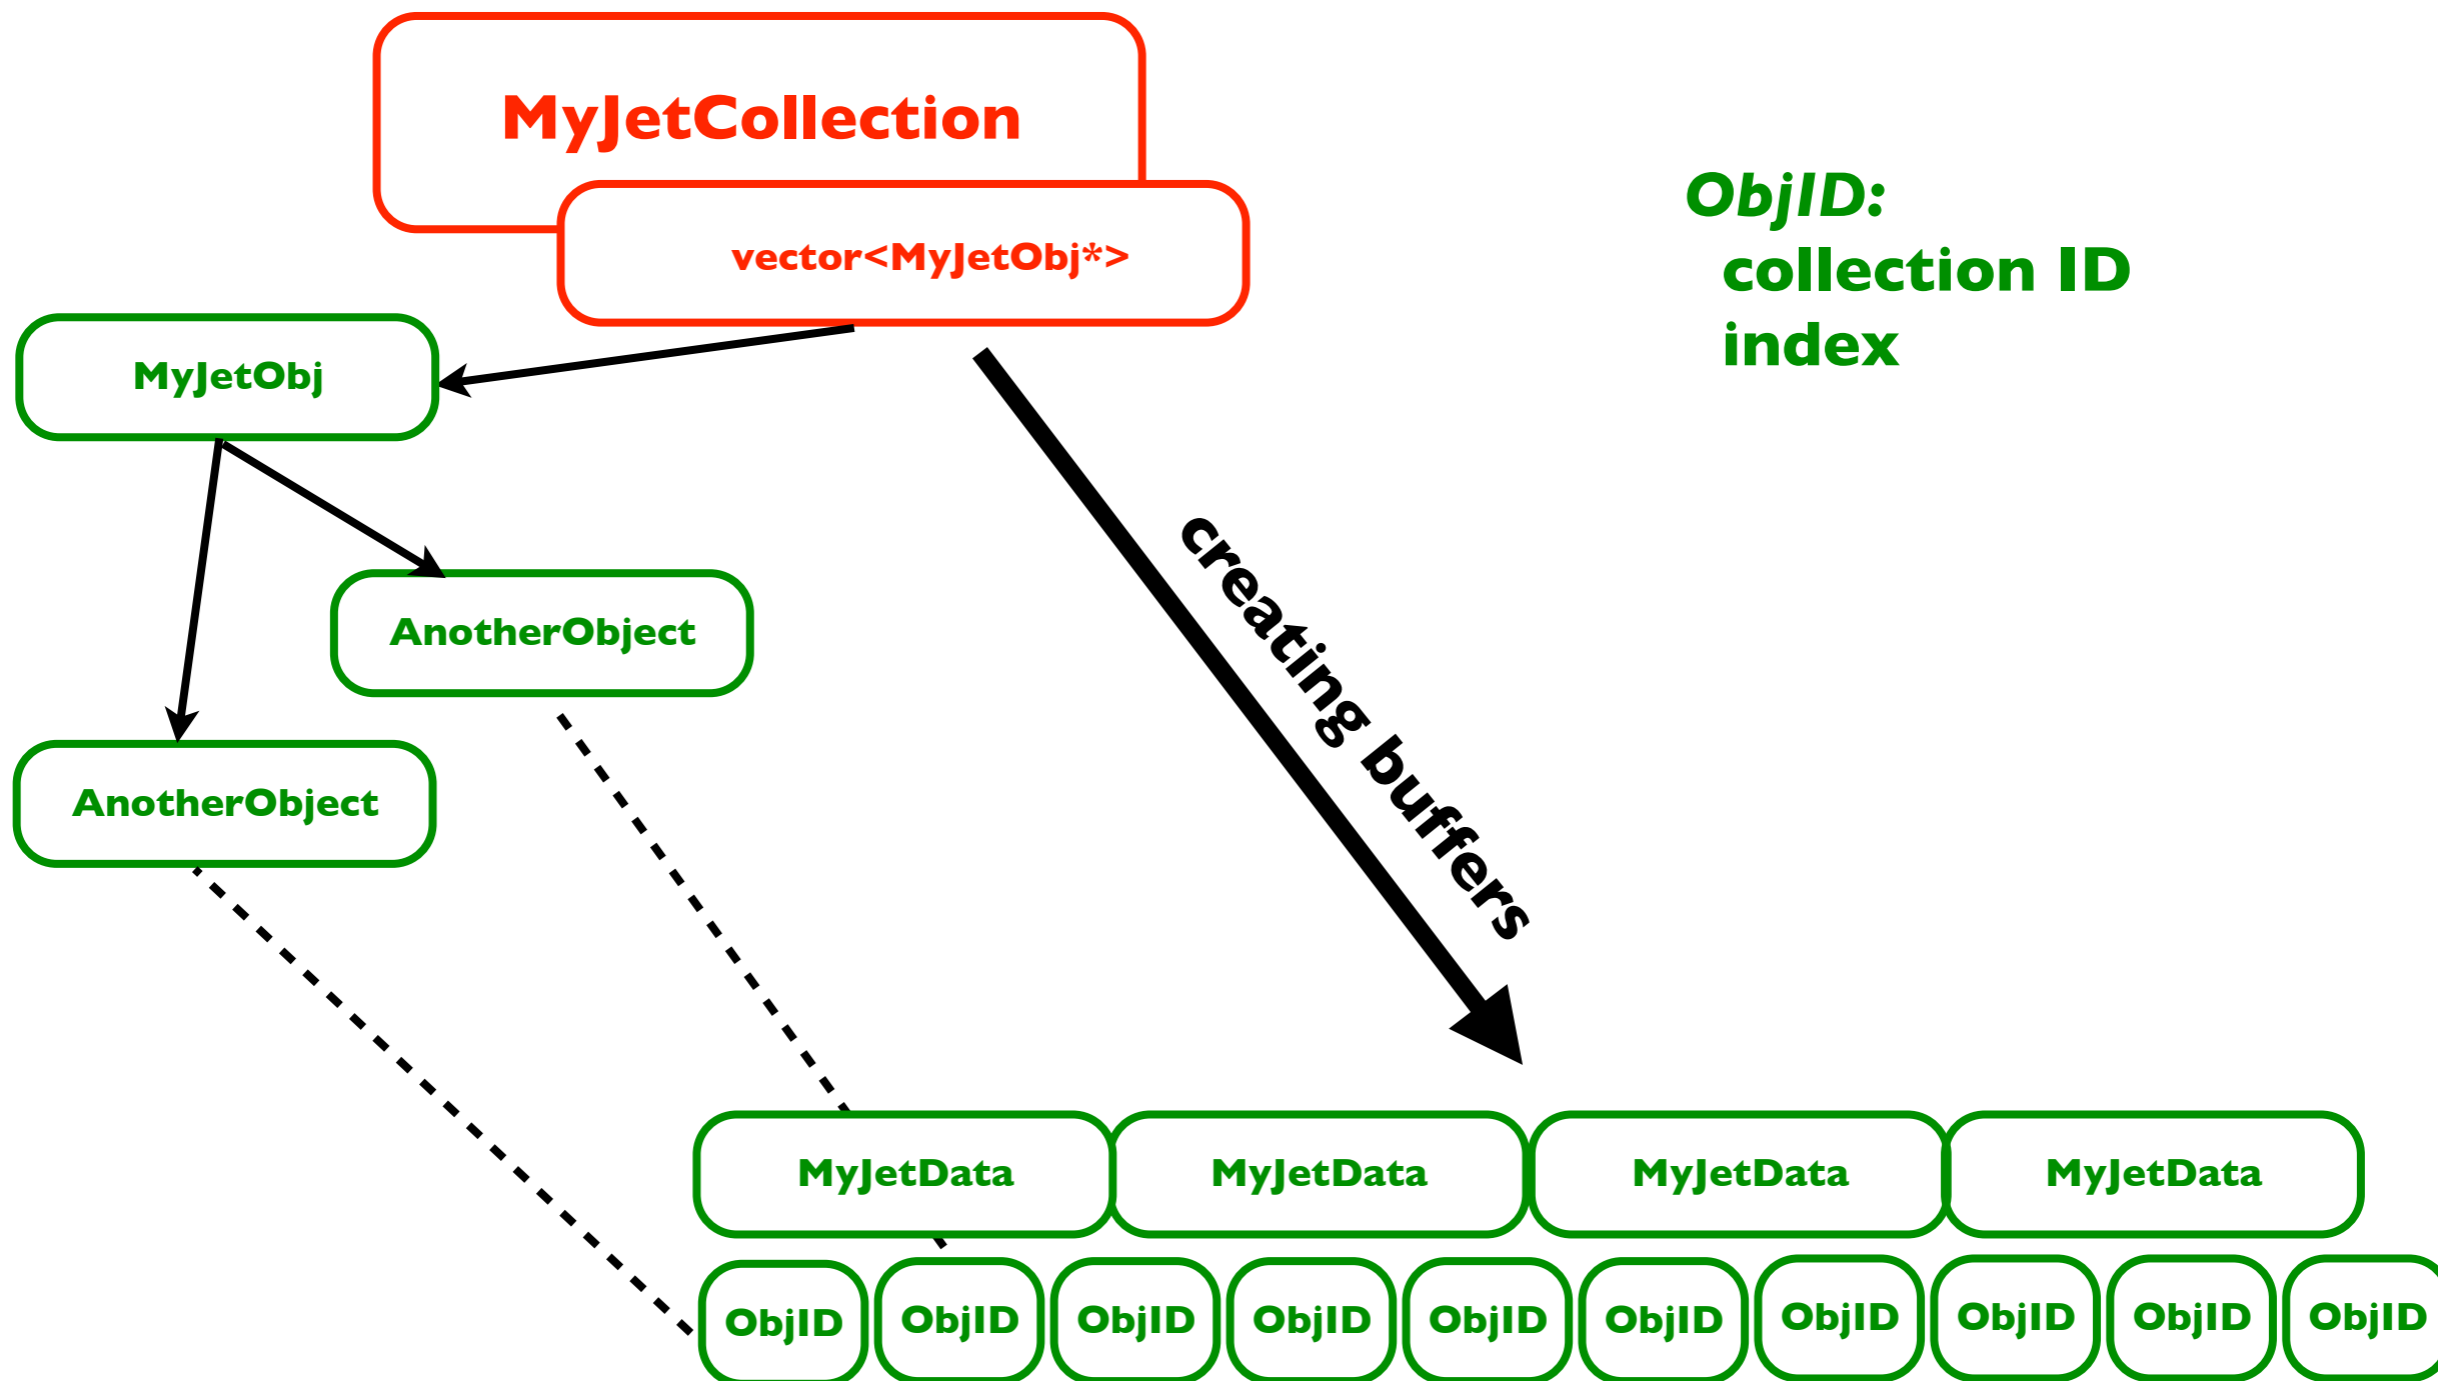 MyJetCollection
vector<MyJetObj*>
ObjID:
collection ID
index
MyJetObj
AnotherObject
AnotherObject
creating buffers
MyJetData
MyJetData
MyJetData
MyJetData
ObjID
ObjID
ObjID
ObjID
ObjID
ObjID
ObjID
ObjID
ObjID
ObjID